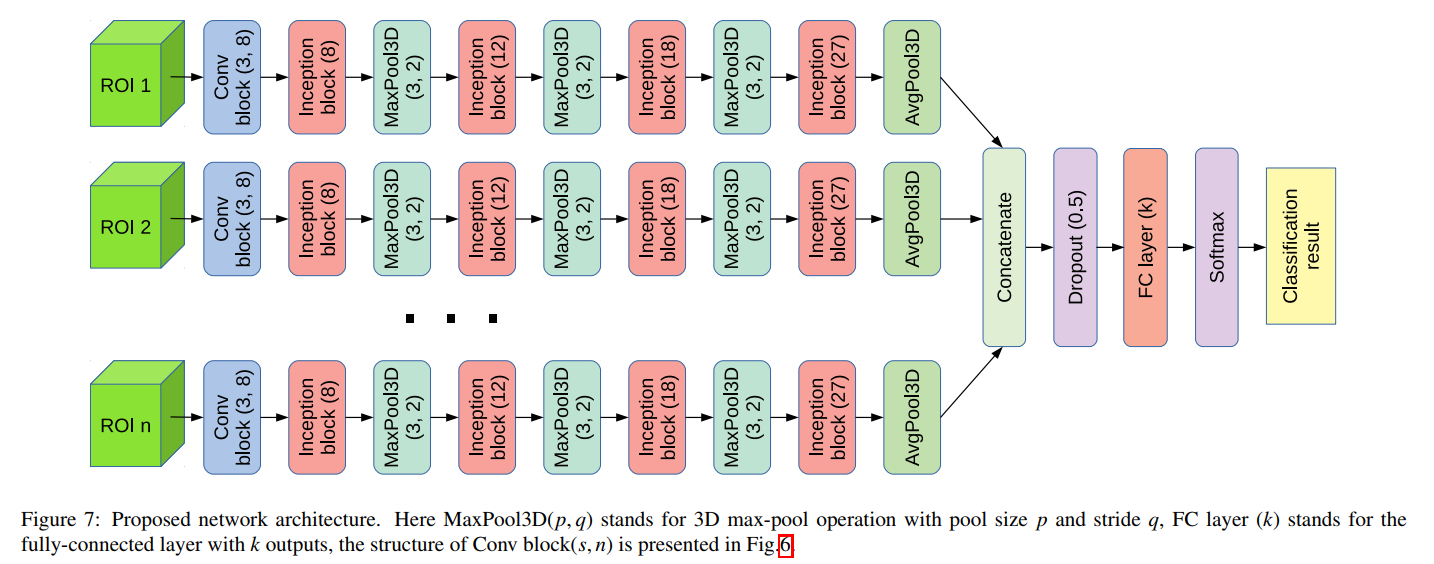 ROI 1
Conv
block (3, 8)
Inception
block (8)
MaxPool3D
(3, 2)
Inception
block (12)
MaxPool3D
(3, 2)
Inception
block (18)
MaxPool3D
(3, 2)
Inception
block (27)
AvgPool3D
ROI 2
Conv
block (3, 8)
Inception
block (8)
MaxPool3D
(3, 2)
Inception
block (12)
MaxPool3D
(3, 2)
Inception
block (18)
MaxPool3D
(3, 2)
Inception
block (27)
AvgPool3D
ROI n
Conv
block (3, 8)
Inception
block (8)
MaxPool3D
(3, 2)
Inception
block (12)
MaxPool3D
(3, 2)
Inception
block (18)
MaxPool3D
(3, 2)
Inception
block (27)
AvgPool3D
Concatenate
Dropout (0.5)
FC layer (k)
Softmax
Classification
result
Figure 7: Proposed network architecture. Here MaxPool3D(p, q) stands for 3D max-pool operation with pool size p and stride q, FC layer (k) stands for the
fully-connected layer with k outputs, the structure of Conv block(s, n) is presented in Fig.6.